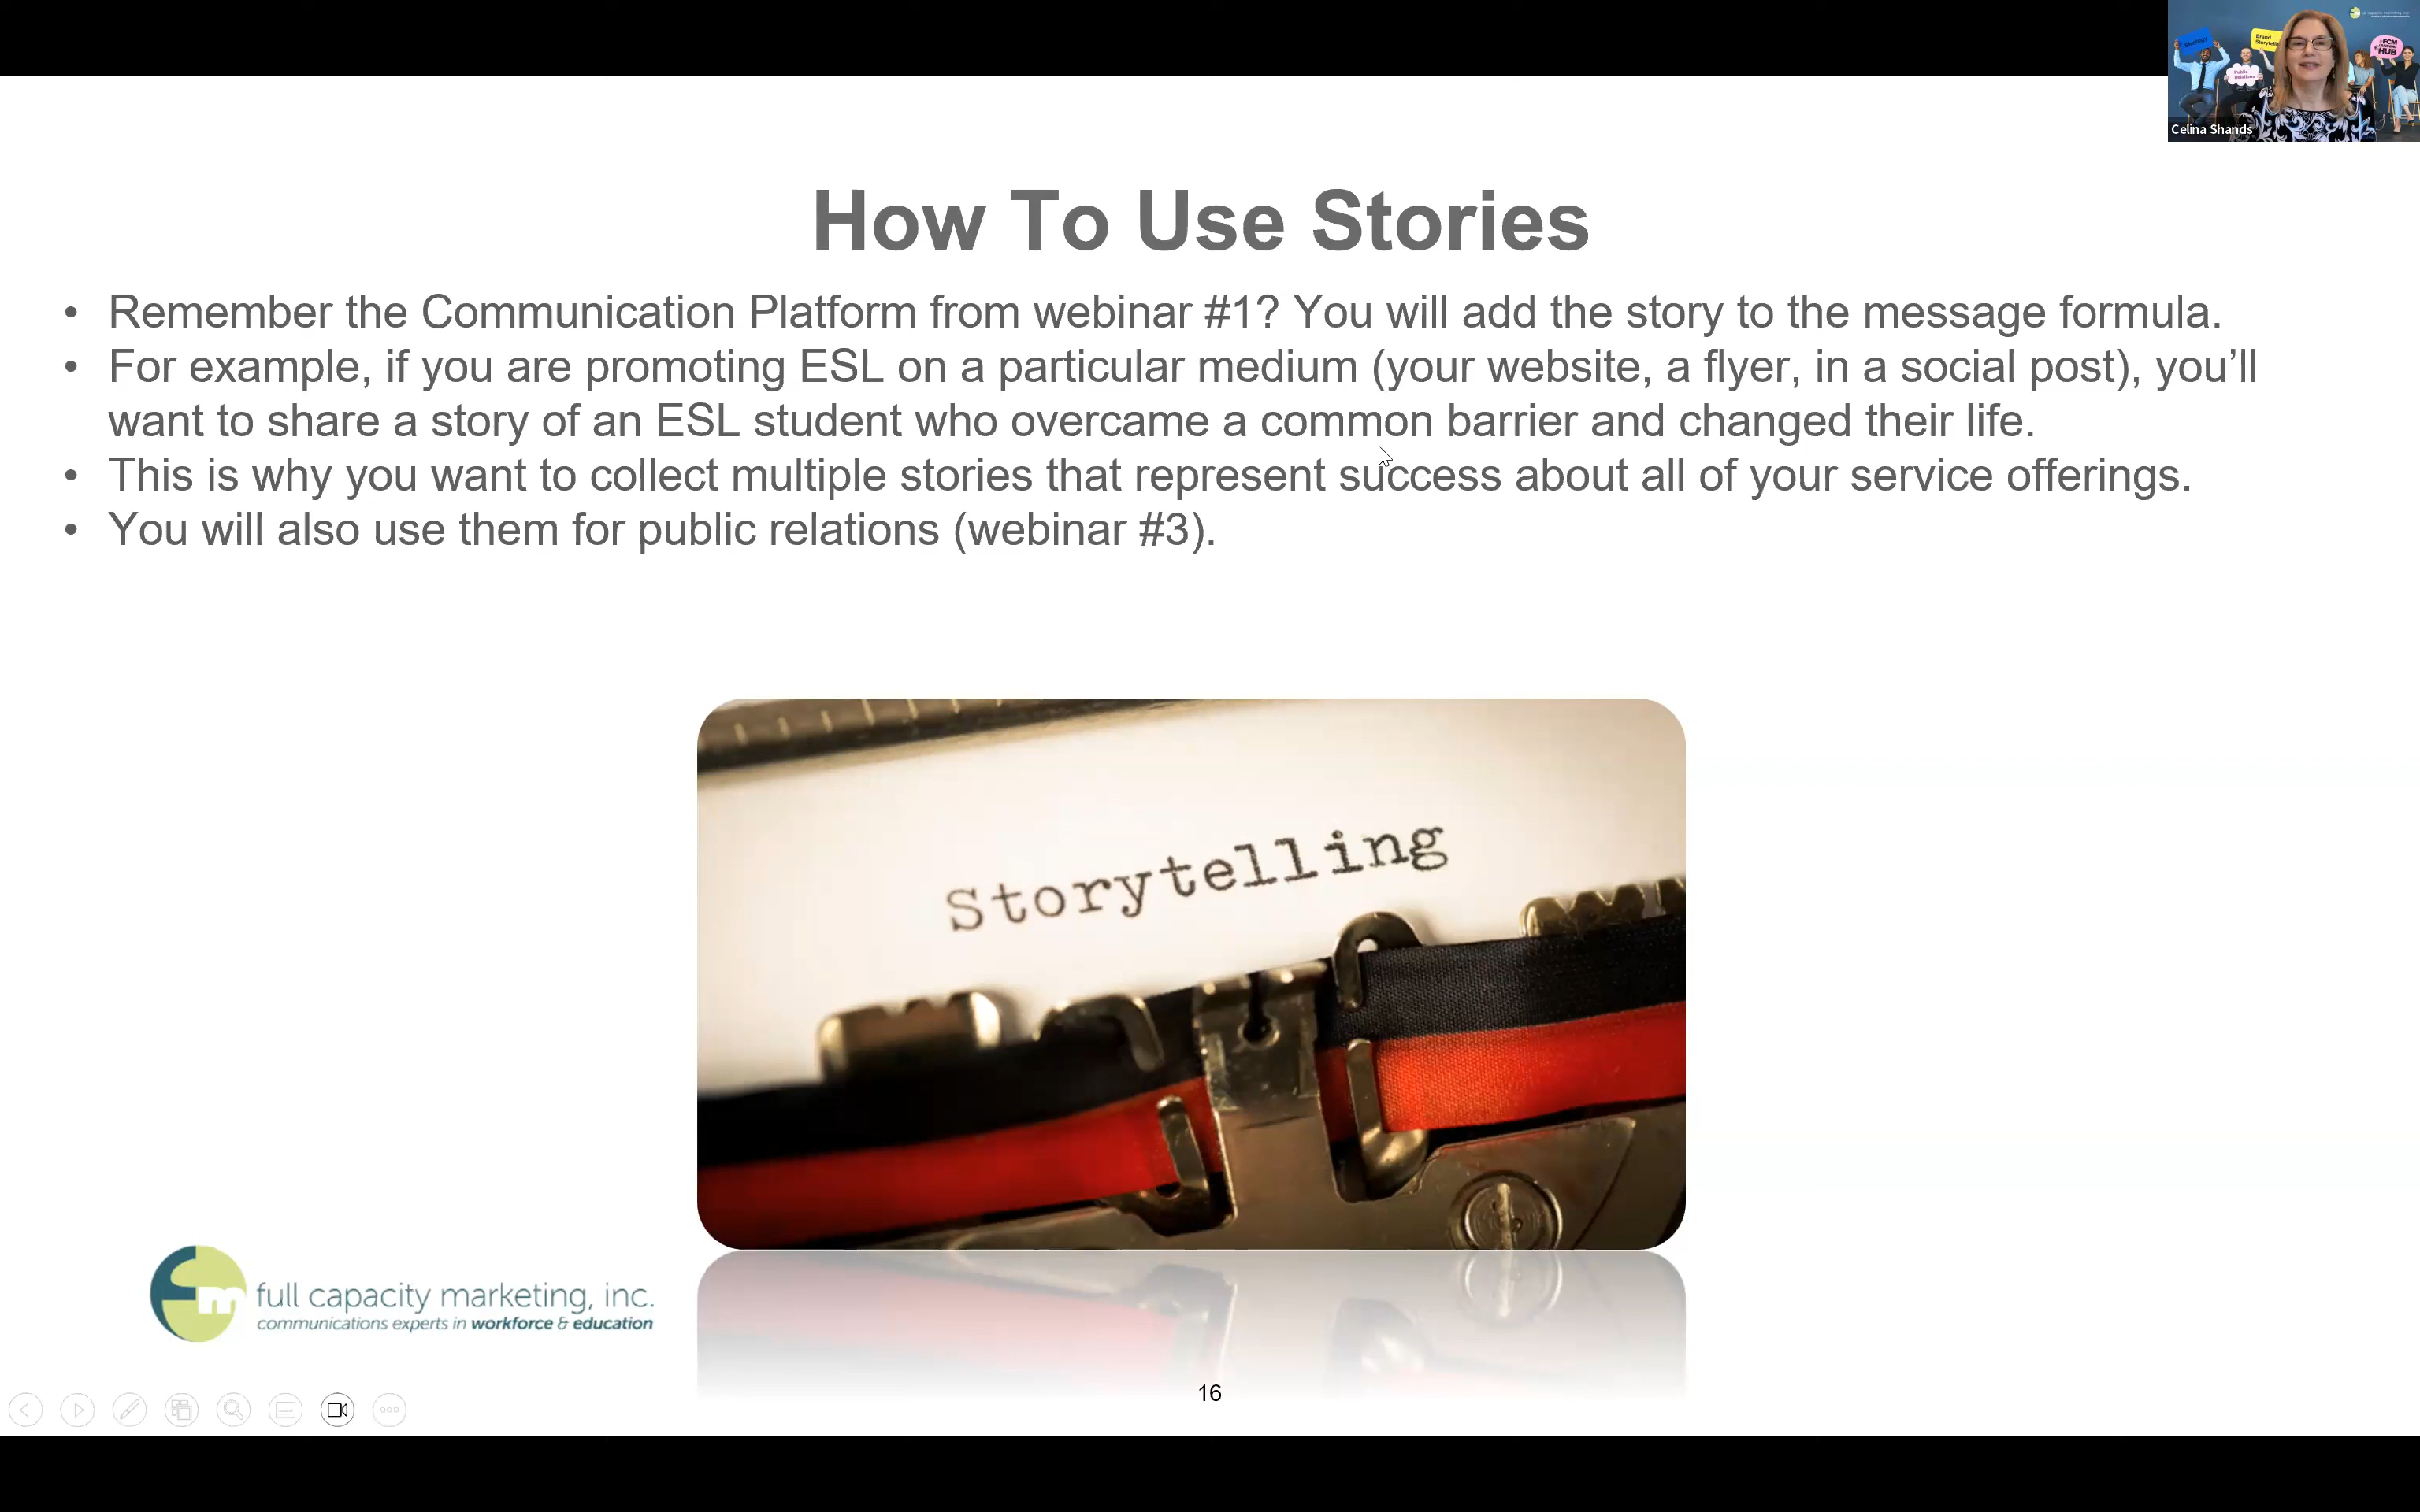 Brand
Public
Relations
FCM
HUB
Celina Shands
How To Use Stories
• Remember the Communication Platform from webinar #1? You will add the story to the message formula.
• For example, if you are promoting ESL on a particular medium (your website, a flyer, in a social post), you’ll
want to share a story of an ESL student who overcame a common barrier and changed their life.
• This is why you want to collect multiple stories that represent success about all of your service offerings.
• You will also use them for public relations (webinar #3).
Storytelling
full capacity marketing, inc.
communications experts in workforce & education
16